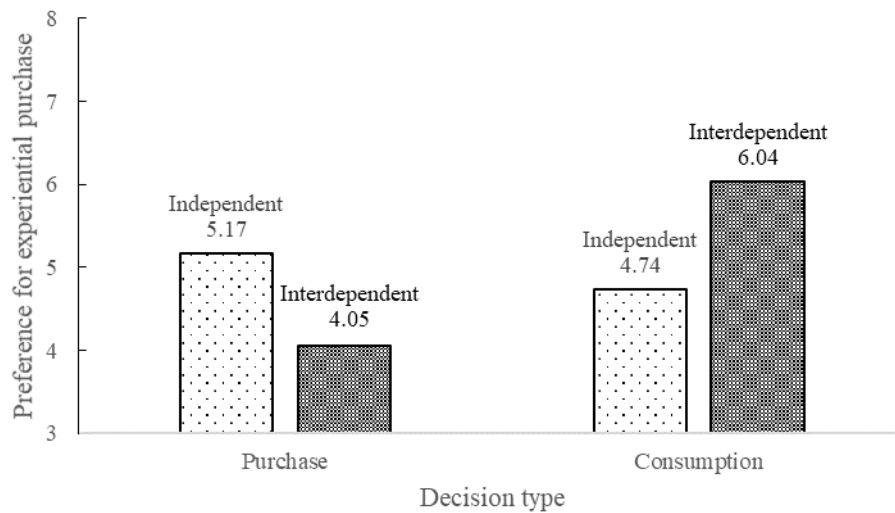 Preference for experiential purchase
8
7
6
5
4
3
Independent
5.17
Interdependent
4.05
Independent
4.74
Interdependent
6.04
Purchase
Consumption
Decision type